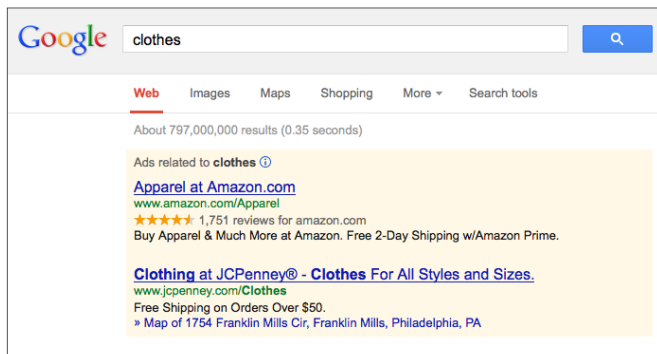 Google clothes
Web Images Maps Shopping More Search tools
About 797,000,000 results (0.35 seconds)
Ads related to clothes
Apparel at Amazon.com
www.amazon.com/Apparel
1,751 reviews for amazon.com
Buy Apparel & Much More at Amazon. Free 2-Day Shipping w/Amazon Prime.
Clothing at JCPenney® - Clothes For All Styles and Sizes.
www.jcpenney.com/Clothes
Free Shipping on Orders Over $50.
» Map of 1754 Franklin Mills Cir, Franklin Mills, Philadelphia, PA